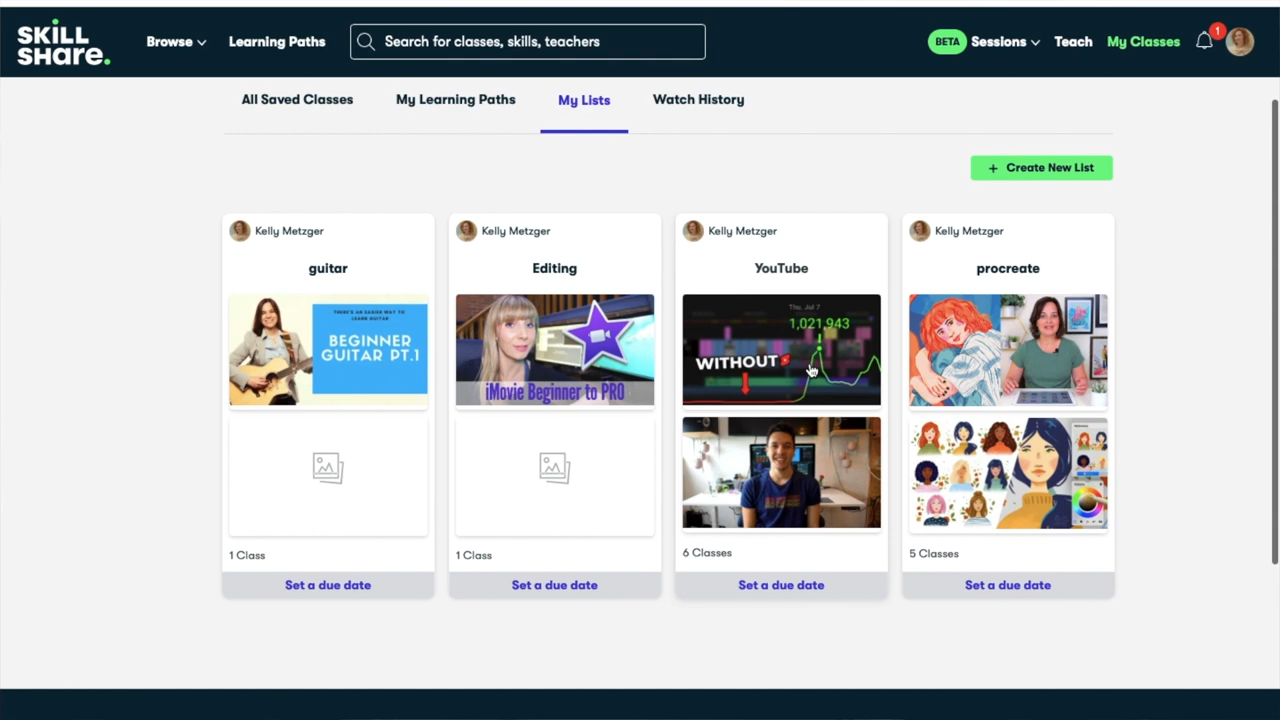 SKILL
SHare.
Browse
Learning Paths
Search for classes, skills, teachers
BETA
Sessions
Teach
My Classes
1
All Saved Classes
My Learning Paths
My Lists
Watch History
+ Create New List
Kelly Metzger
guitar
THERE'S AN EASIER WAY TO
LEARN GUITAR
BEGINNER
GUITAR PT.1
1 Class
Set a due date
Kelly Metzger
Editing
iMovie Beginner to PRO
1 Class
Set a due date
Kelly Metzger
YouTube
Thu, Jul 7
1,021,943
WITHOUT
6 Classes
Set a due date
Kelly Metzger
procreate
5 Classes
Set a due date